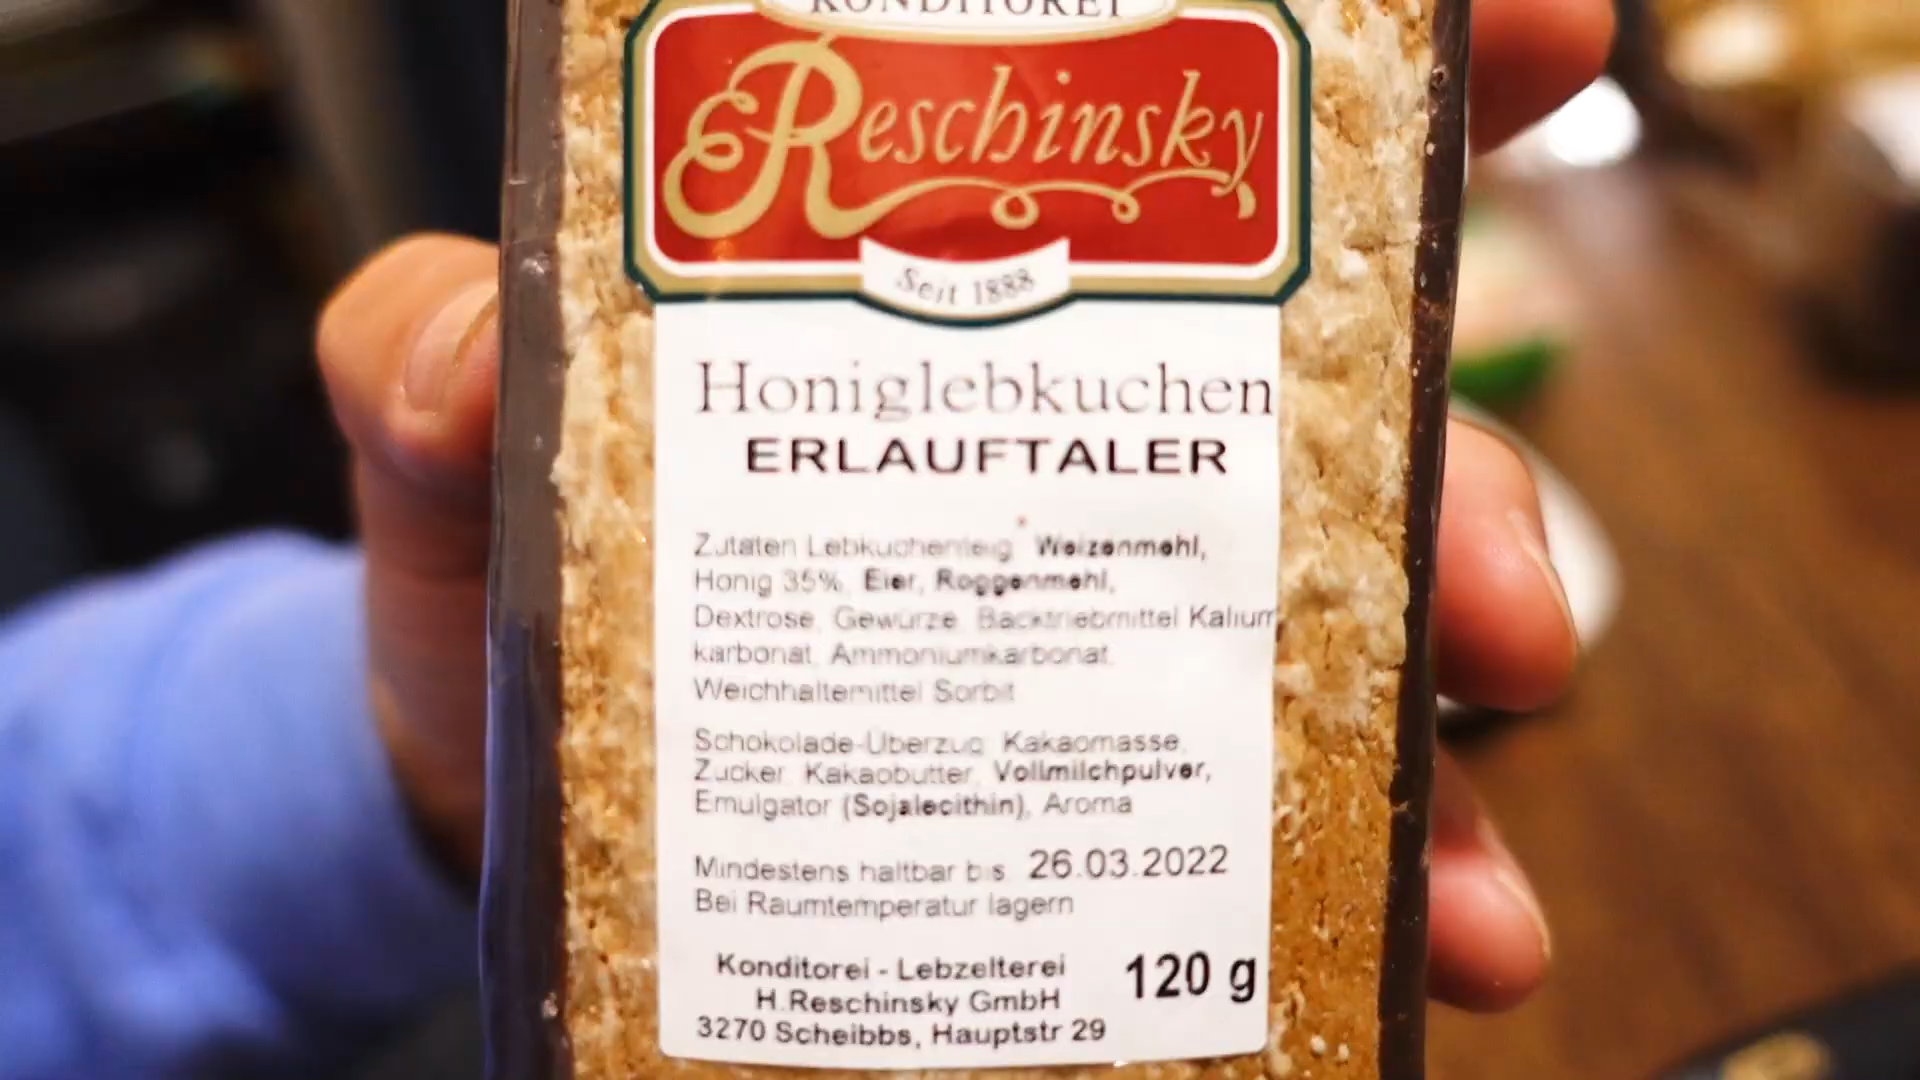 KONDITOREI
Reschinsky
Seit 1888
Honiglebkuchen
ERLAUFTALER
Zutaten Lebkuchenteig Weizenmehl,
Honig 35%, Eier, Roggenmehl,
Dextrose, Gewürze, Backtriebmittel Kalium
karbonat, Ammoniumkarbonat,
Weichhaltemittel Sorbit
Schokolade-Überzug Kakaomasse,
Zucker, Kakaobutter, Vollmilchpulver,
Emulgator (Sojalecithin), Aroma
Mindestens haltbar bis 26.03.2022
Bei Raumtemperatur lagern
Konditorei - Lebzelterei
H.Reschinsky GmbH
3270 Scheibbs, Hauptstr 29
120 g